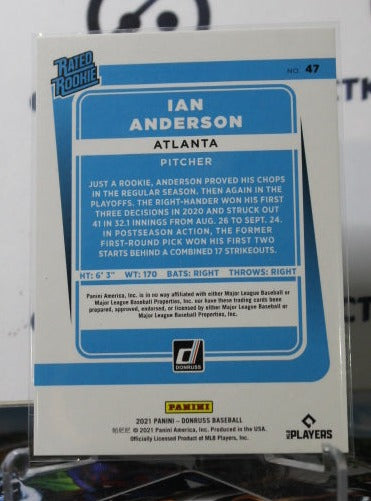 RATED
ROOKIE
NO. 47
IAN
ANDERSON
ATLANTA
PITCHER
JUST A ROOKIE, ANDERSON PROVED HIS CHOPS
IN THE REGULAR SEASON. THEN AGAIN IN THE
PLAYOFFS. THE RIGHT-HANDER WON HIS FIRST
THREE DECISIONS IN 2020 AND STRUCK OUT
41 IN 32.1 INNINGS FROM AUG. 26 TO SEPT. 24.
IN POSTSEASON ACTION, THE FORMER
FIRST-ROUND PICK WON HIS FIRST TWO
STARTS BEHIND A COMBINED 17 STRIKEOUTS.
HT: 6' 3" WT: 170 BATS: RIGHT THROWS: RIGHT
Panini America, Inc. is in no way affiliated with either Major League Baseball or
Major League Baseball Properties, Inc. nor have these trading cards been
prepared, approved, endorsed, or licensed by either Major League Baseball or
Major League Baseball Properties, Inc.
DONRUSS
PANINI
2021 PANINI – DONRUSS BASEBALL
© 2021 Panini America, Inc. Produced in the USA.
Officially Licensed Product of MLB Players, Inc.
MLB PLAYERS